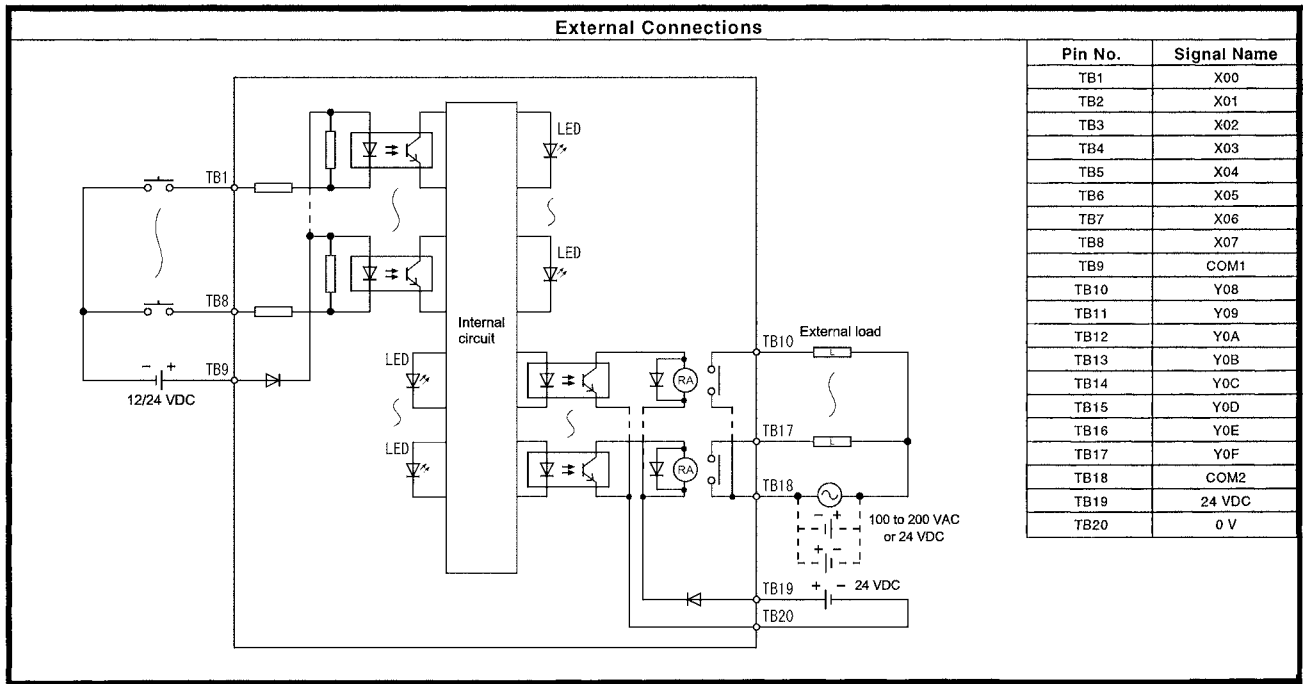 External Connections
Pin No. Signal Name
TB1 X00
TB2 X01
TB3 X02
TB4 X03
TB5 X04
TB6 X05
TB7 X06
TB8 X07
TB9 COM1
TB10 Y08
TB11 Y09
TB12 Y0A
TB13 Y0B
TB14 Y0C
TB15 Y0D
TB16 Y0E
TB17 Y0F
TB18 COM2
TB19 24 VDC
TB20 0 V
LED
TB1
LED
TB8
Internal
circuit
TB9
- +
12/24 VDC
LED
LED
RA
RA
TB10
External load
L
TB17
L
TB18
- +
100 to 200 VAC
or 24 VDC
+ -
TB19
+ - 24 VDC
TB20